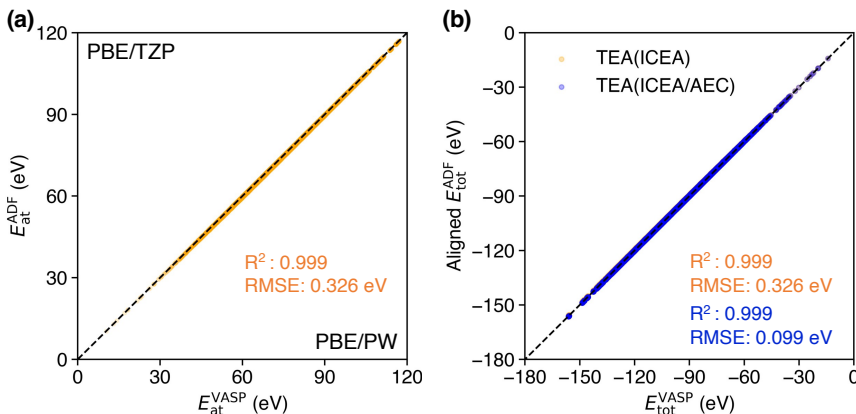 (a)
120
90
60
30
0
E_at^ADF (eV)
PBE/TZP
R² : 0.999
RMSE: 0.326 eV
PBE/PW
0 30 60 90 120
E_at^VASP (eV)
(b)
0
−30
−60
−90
−120
−150
−180
Aligned E_tot^ADF (eV)
TEA(ICEA)
TEA(ICEA/AEC)
R² : 0.999
RMSE: 0.326 eV
R² : 0.999
RMSE: 0.099 eV
−180 −150 −120 −90 −60 −30 0
E_tot^VASP (eV)